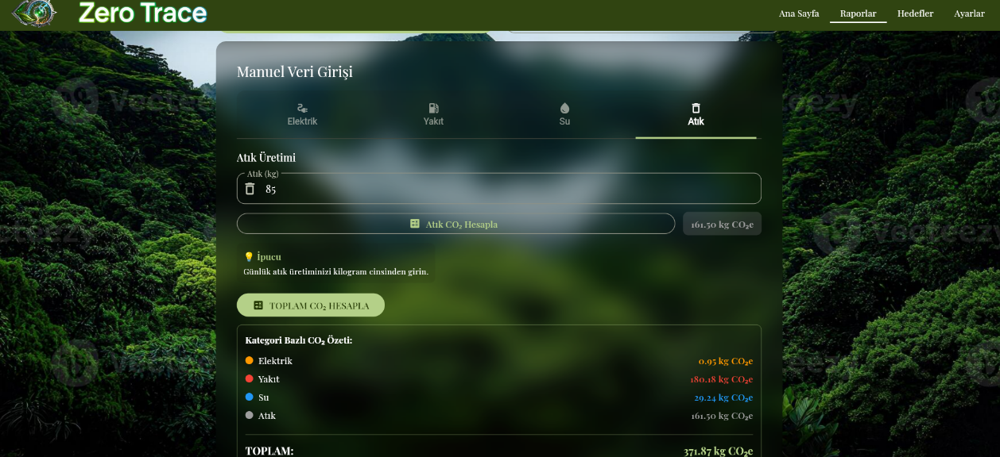 Zero Trace
Ana Sayfa
Raporlar
Hedefler
Ayarlar
Manuel Veri Girişi
Elektrik
Yakıt
Su
Atık
Atık Üretimi
Atık (kg)
85
Atık CO₂ Hesapla
161.50 kg CO₂e
💡 İpucu
Günlük atık üretiminizi kilogram cinsinden girin.
TOPLAM CO₂ HESAPLA
Kategori Bazlı CO₂ Özeti:
Elektrik 0.95 kg CO₂e
Yakıt 180.18 kg CO₂e
Su 29.24 kg CO₂e
Atık 161.50 kg CO₂e
TOPLAM: 371.87 kg CO₂e